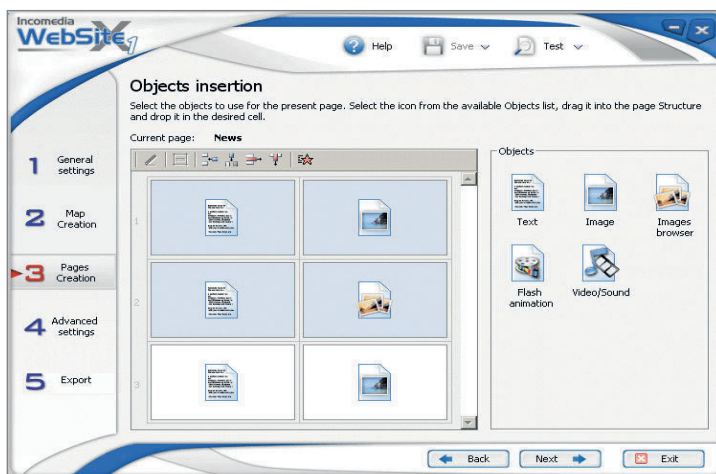 Incomedia
WebSite X1
Help
Save
Test
Objects insertion
Select the objects to use for the present page. Select the icon from the available Objects list, drag it into the page Structure
and drop it in the desired cell.
Current page: News
1 General
settings
2 Map
Creation
3 Pages
Creation
4 Advanced
settings
5 Export
1
2
3
Objects
Text
Image
Images
browser
Flash
animation
Video/Sound
Back
Next
Exit